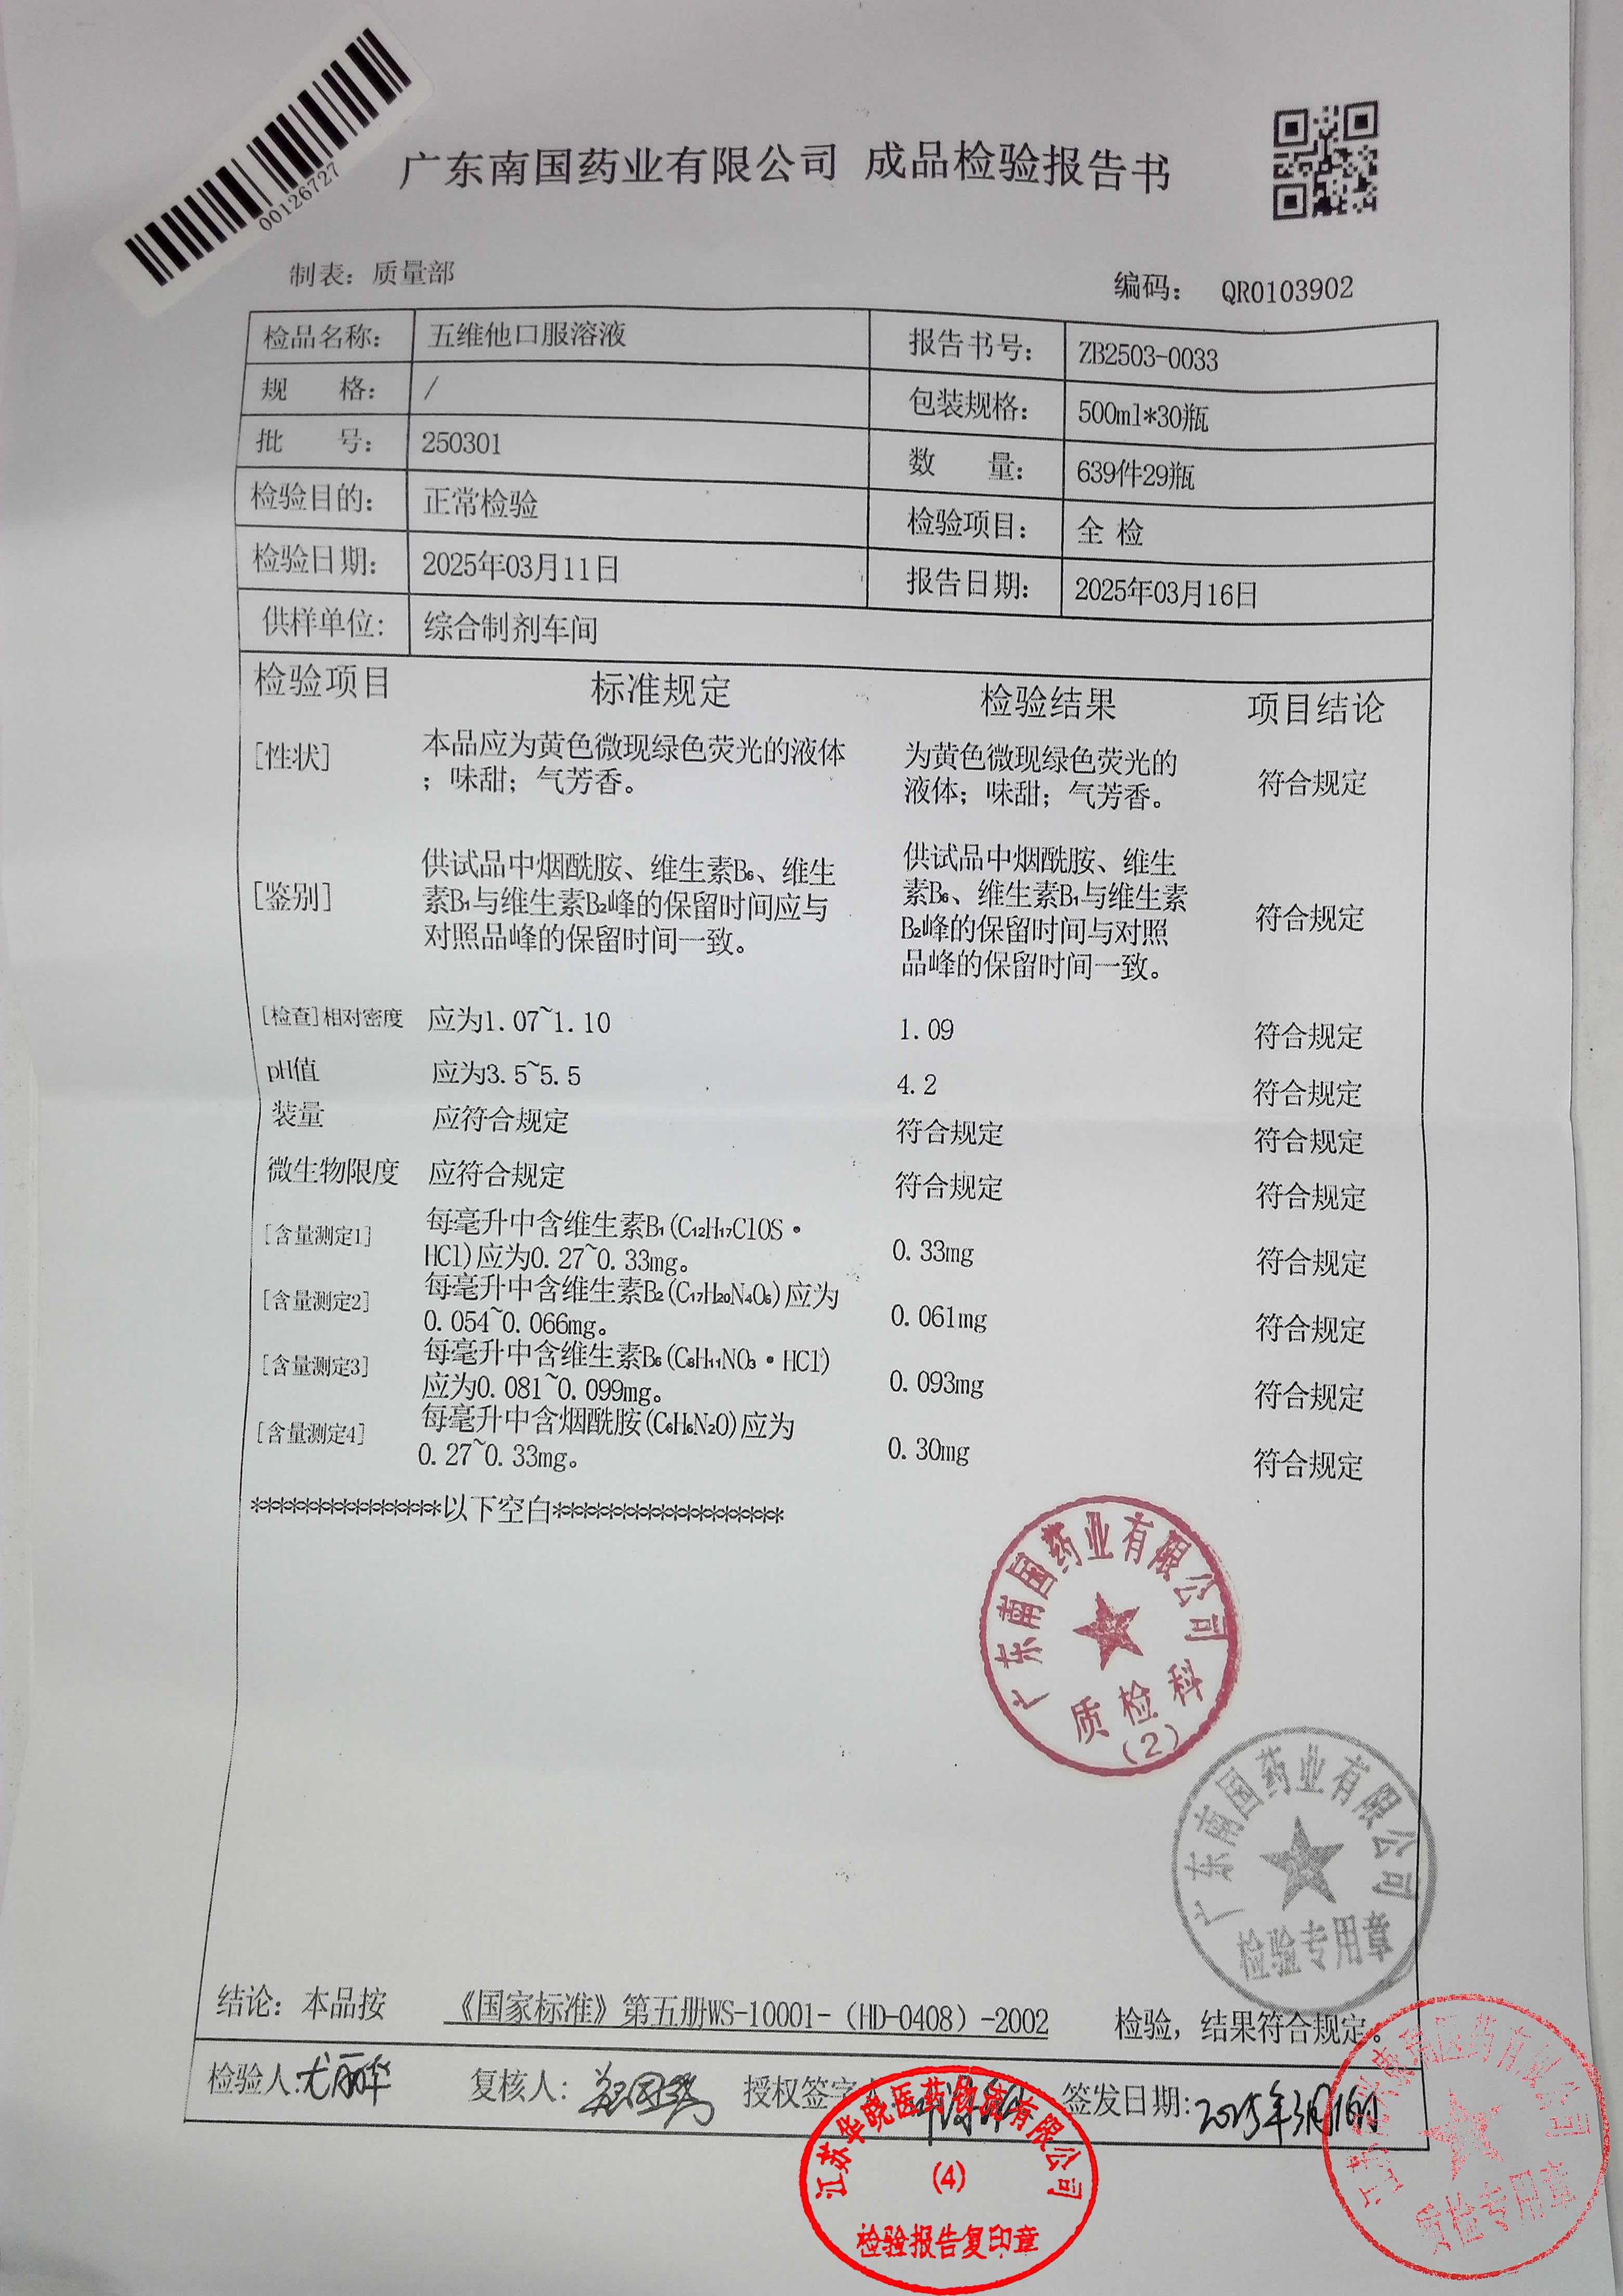 00126727
广东南国药业有限公司 成品检验报告书
制表：质量部
编码： QR0103902
检品名称： 五维他口服溶液 报告书号： ZB2503-0033
规 格： / 包装规格： 500ml*30瓶
批 号： 250301 数 量： 639件29瓶
检验目的： 正常检验 检验项目： 全 检
检验日期： 2025年03月11日 报告日期： 2025年03月16日
供样单位： 综合制剂车间
检验项目 标准规定 检验结果 项目结论
[性状] 本品应为黄色微现绿色荧光的液体 为黄色微现绿色荧光的 符合规定
；味甜；气芳香。 液体；味甜；气芳香。
[鉴别] 供试品中烟酰胺、维生素B₆、维生 供试品中烟酰胺、维生 符合规定
素B₁与维生素B₂峰的保留时间应与 素B₆、维生素B₁与维生素
对照品峰的保留时间一致。 B₂峰的保留时间与对照
品峰的保留时间一致。
[检查]相对密度 应为1.07~1.10 1.09 符合规定
pH值 应为3.5~5.5 4.2 符合规定
装量 应符合规定 符合规定 符合规定
微生物限度 应符合规定 符合规定 符合规定
[含量测定1] 每毫升中含维生素B₁(C₁₂H₁₇ClOS· 0.33mg 符合规定
HCl)应为0.27~0.33mg。
[含量测定2] 每毫升中含维生素B₂(C₁₇H₂₀N₄O₆)应为 0.061mg 符合规定
0.054~0.066mg。
[含量测定3] 每毫升中含维生素B₆(C₈H₁₁NO₃·HCl) 0.093mg 符合规定
应为0.081~0.099mg。
[含量测定4] 每毫升中含烟酰胺(C₆H₆N₂O)应为 0.30mg 符合规定
0.27~0.33mg。
***************以下空白******************
广东南国药业有限公司
质检科
(2)
广东南国药业有限公司
检验专用章
结论：本品按 《国家标准》第五册WS-10001-（HD-0408）-2002 检验，结果符合规定。
检验人:尤丽华 复核人: 授权签字人: 签发日期:2025年3月16日
江苏华晓医药物流有限公司
(4)
检验报告复印章
医药有限公司
质检专用章